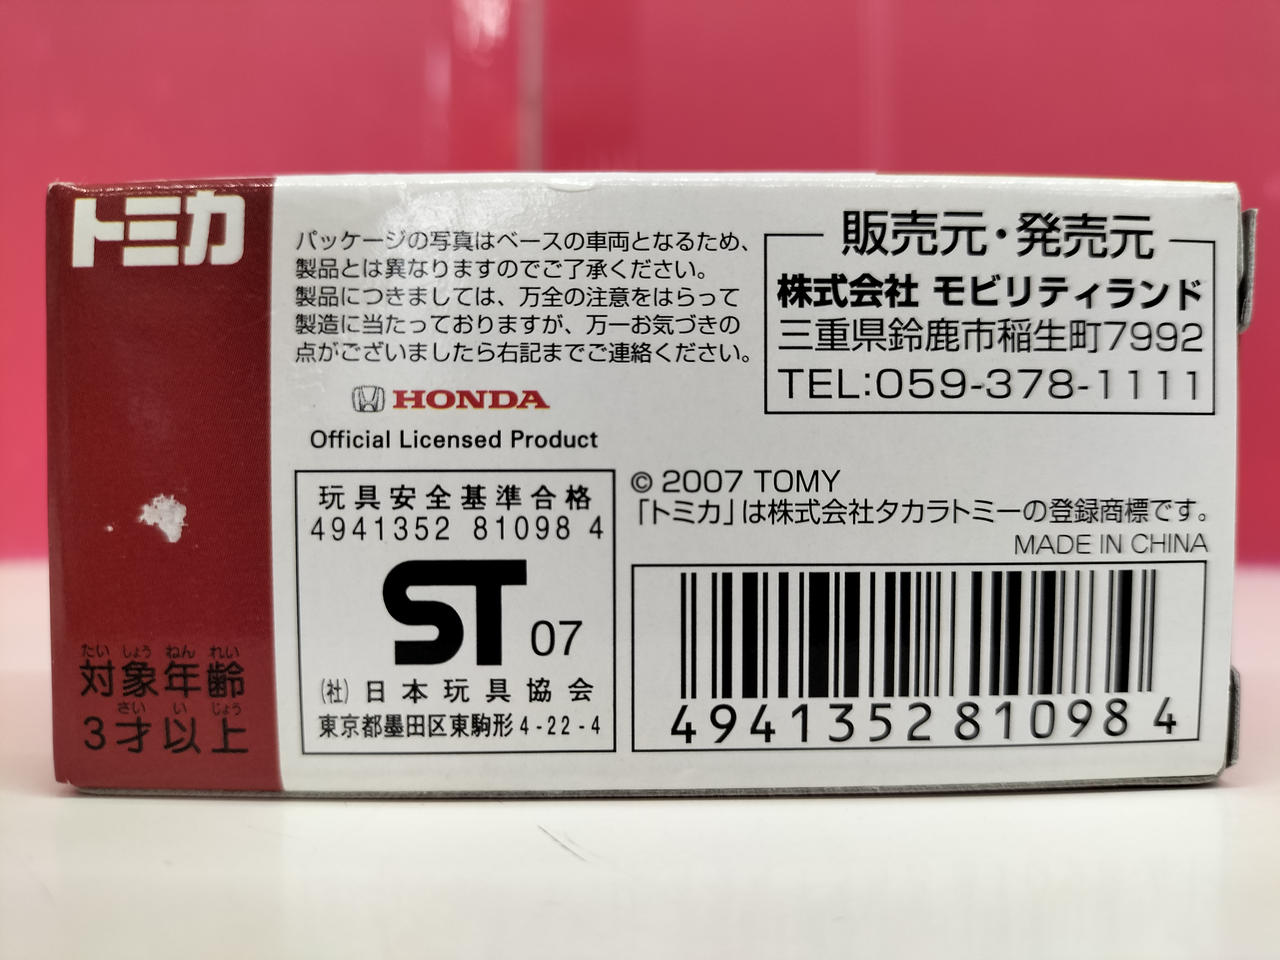 トミカ
たい しょう ねん れい
対象年齢
さい い じょう
3才以上
パッケージの写真はベースの車両となるため、
製品とは異なりますのでご了承ください。
製品につきましては、万全の注意をはらって
製造に当たっておりますが、万一お気づきの
点がございましたら右記までご連絡ください。
HONDA
Official Licensed Product
販売元・発売元
株式会社 モビリティランド
三重県鈴鹿市稲生町7992
TEL:059-378-1111
玩具安全基準合格
4941352 81098 4
ST 07
(社)日本玩具協会
東京都墨田区東駒形4-22-4
© 2007 TOMY
「トミカ」は株式会社タカラトミーの登録商標です。
MADE IN CHINA
4941352810984